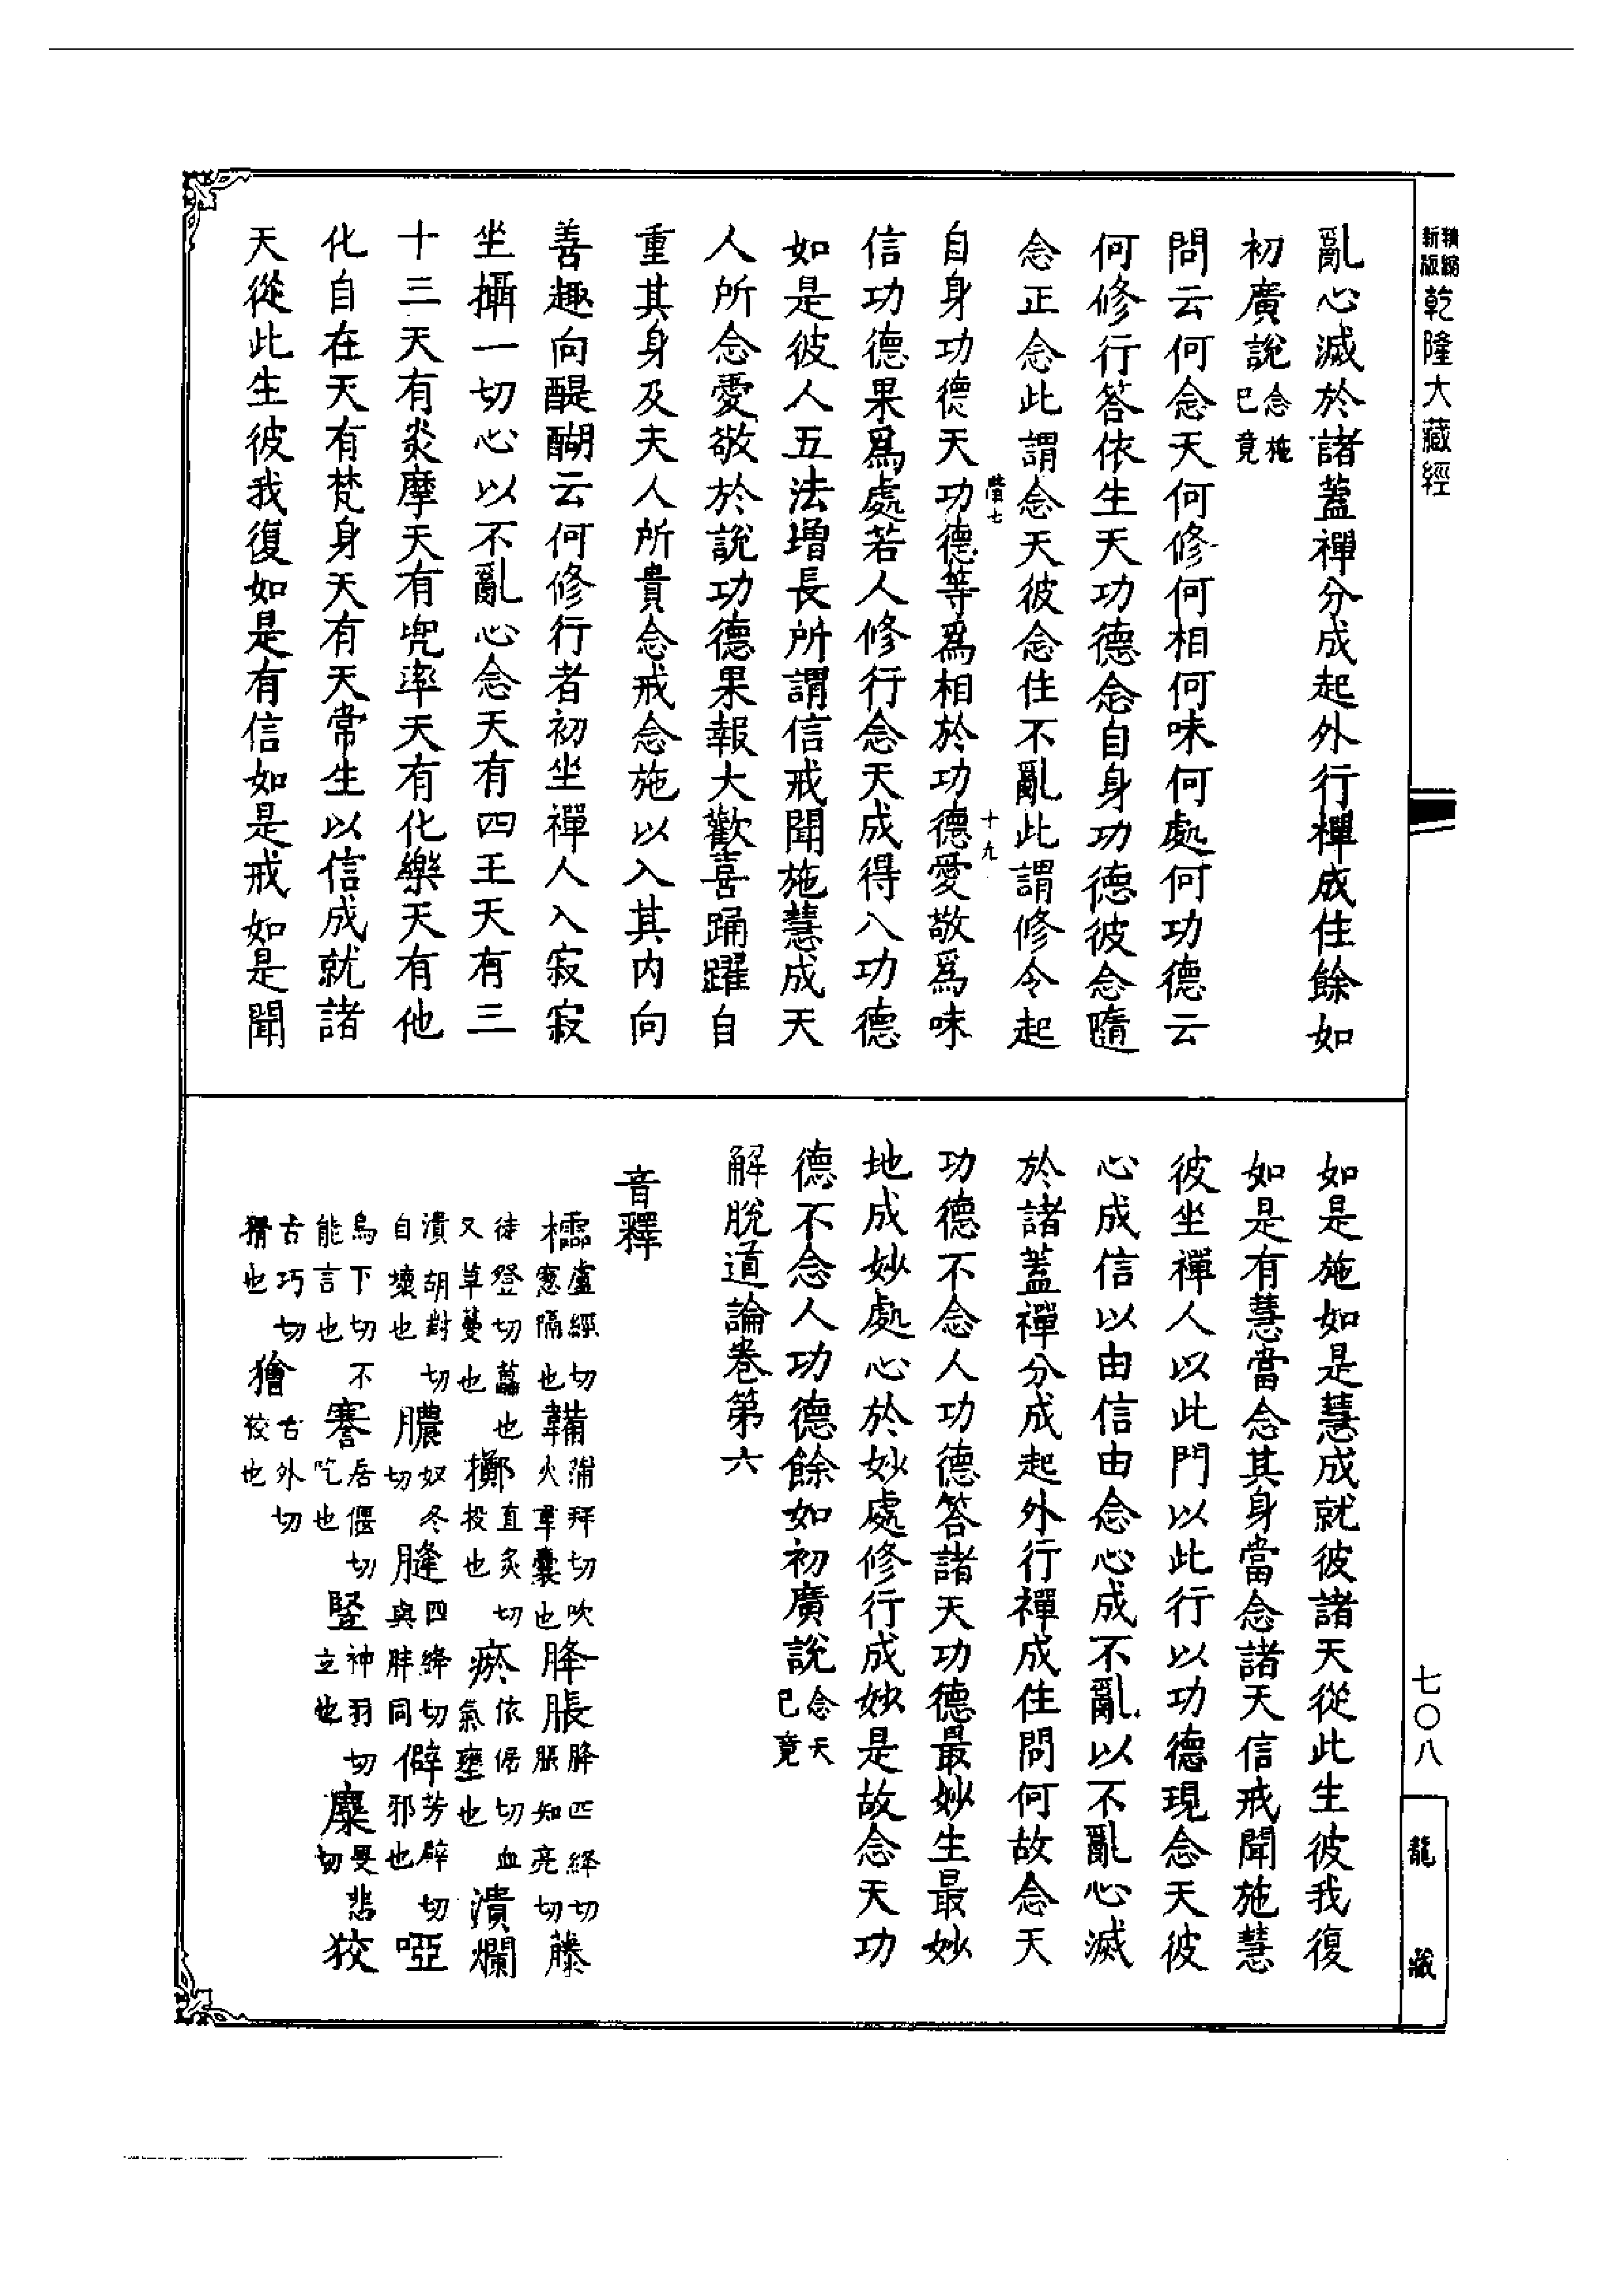 新版 精縮 乾隆大藏經
亂心滅於諸蓋禪分成起外行禪成住餘如
初廣說 念施已竟
問云何念天何修何相何味何處何功德云
何修行答依生天功德念自身功德彼念隨
念正念此謂念天彼念住不亂此謂修令起
自身功德天功德等爲相於功德愛敬爲味
信功德果爲處若人修行念天成得八功德
如是彼人五法增長所謂信戒聞施慧成天
人所念愛敬於說功德果報大歡喜踊躍自
重其身及天人所貴念戒念施以入其內向
善趣向醍醐云何修行者初坐禪人入寂寂
坐攝一切心以不亂心念天有四王天有三
十三天有炎摩天有兜率天有化樂天有他
化自在天有梵身天有天常生以信成就諸
天從此生彼我復如是有信如是戒如是聞
十九
如是施如是慧成就彼諸天從此生彼我復
如是有慧當念其身當念諸天信戒聞施慧
彼坐禪人以此門以此行以功德現念天彼
心成信以由信由念心成不亂以不亂心滅
於諸蓋禪分成起外行禪成住問何故念天
功德不念人功德答諸天功德最妙生最妙
地成妙處心於妙處修行成妙是故念天功
德不念人功德餘如初廣說 念天已竟
解脫道論卷第六
音釋
櫺 盧經切窻隔也 韛 蒲拜切吹火韋囊也 胮脹 胮匹絳切脹知亮切 藤
徒登切藟也又草蔓也 擲 直炙切投也 瘀 依倨切血氣壅也 潰爛
潰胡對切自壞也 膿 奴冬切 膖 四絳切與胖同 僻 芳辟切邪也 啞
烏下切不能言也 謇 居偃切吃也 竪 神羽切立也 麋 旻悲切 狡
古巧切猾也 獪 古外切狡也
七〇八
龍藏